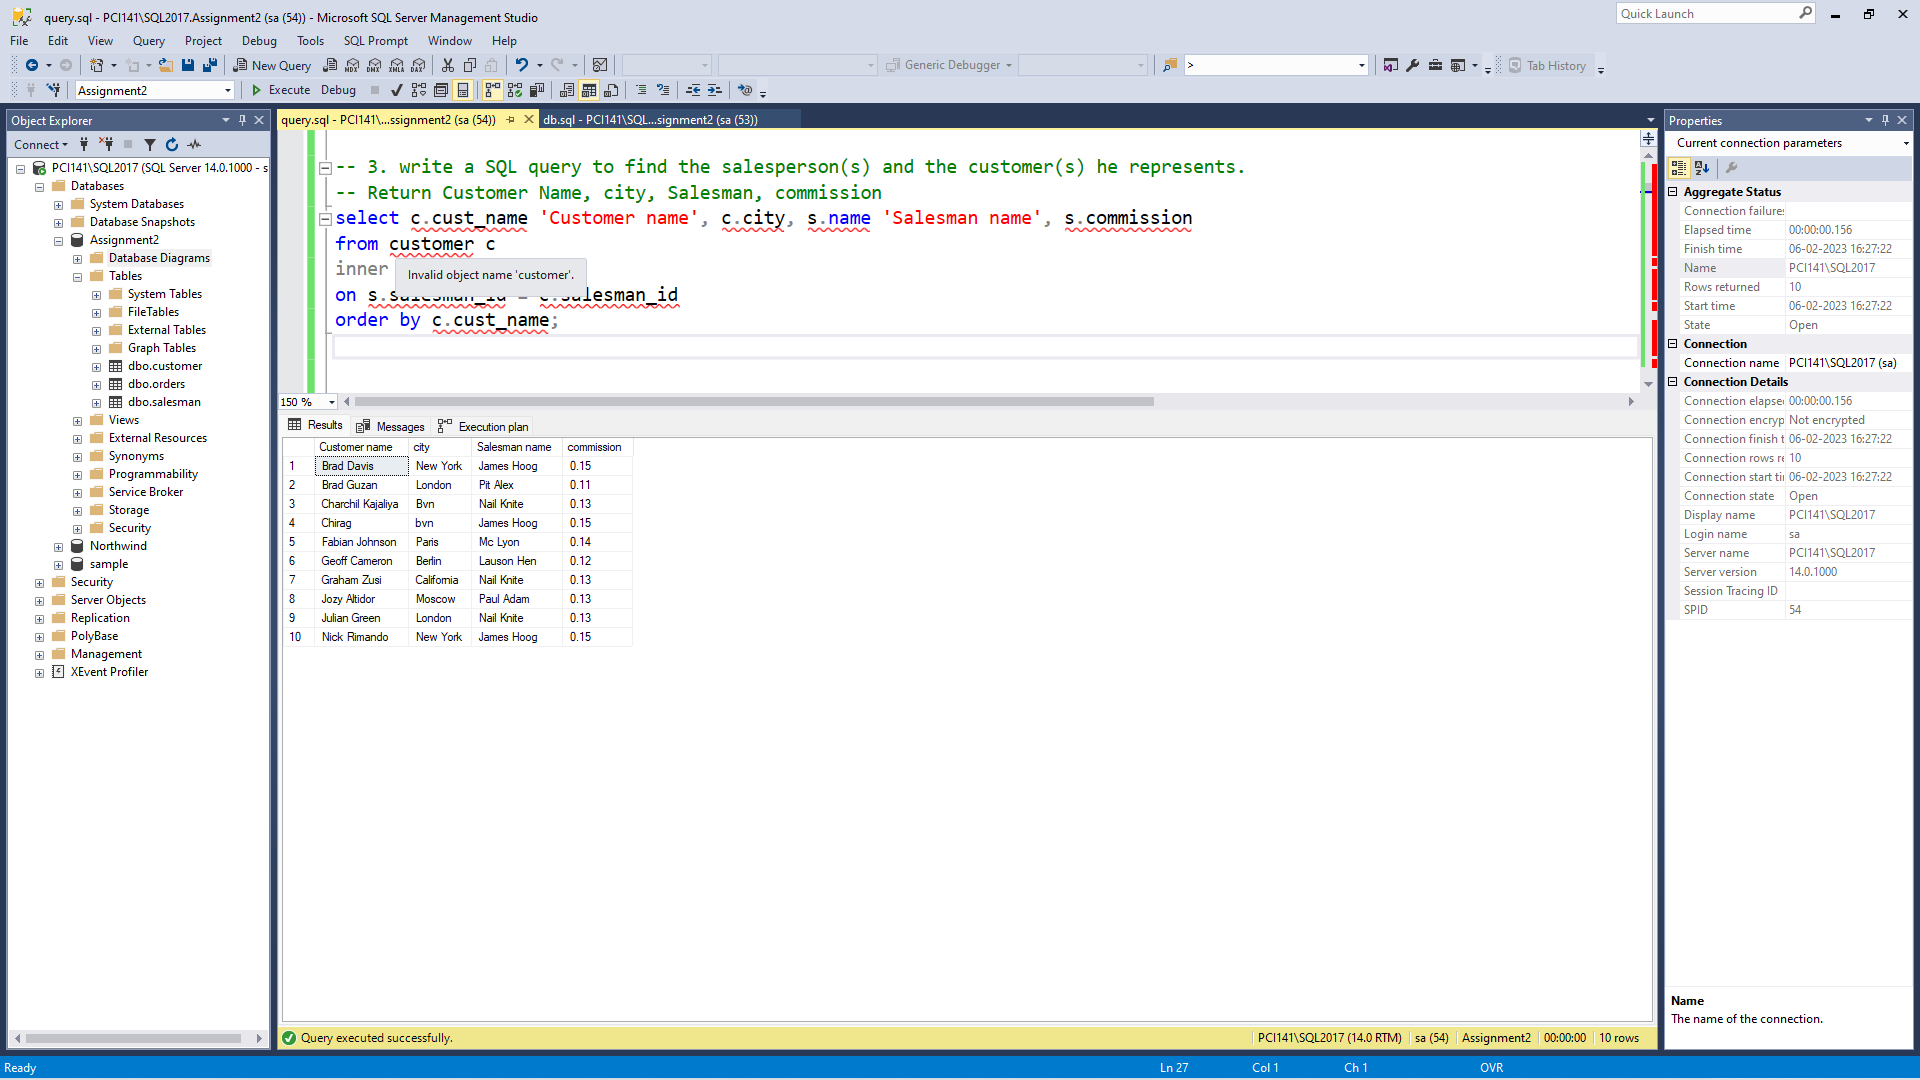 query.sql - PCI141\SQL2017.Assignment2 (sa (54)) - Microsoft SQL Server Management Studio
Quick Launch
File Edit View Query Project Debug Tools SQL Prompt Window Help
New Query
Generic Debugger
>
Tab History
Assignment2
Execute Debug
Object Explorer
Connect
PCI141\SQL2017 (SQL Server 14.0.1000 - s
Databases
System Databases
Database Snapshots
Assignment2
Database Diagrams
Tables
System Tables
FileTables
External Tables
Graph Tables
dbo.customer
dbo.orders
dbo.salesman
Views
External Resources
Synonyms
Programmability
Service Broker
Storage
Security
Northwind
sample
Security
Server Objects
Replication
PolyBase
Management
XEvent Profiler
query.sql - PCI141\...ssignment2 (sa (54))
db.sql - PCI141\SQL...signment2 (sa (53))
-- 3. write a SQL query to find the salesperson(s) and the customer(s) he represents.
-- Return Customer Name, city, Salesman, commission
select c.cust_name 'Customer name', c.city, s.name 'Salesman name', s.commission
from customer c
inner
Invalid object name 'customer'.
on s.salesman_id = c.salesman_id
order by c.cust_name;
150 %
Results Messages Execution plan
Customer name city Salesman name commission
1 Brad Davis New York James Hoog 0.15
2 Brad Guzan London Pit Alex 0.11
3 Charchil Kajaliya Bvn Nail Knite 0.13
4 Chirag bvn James Hoog 0.15
5 Fabian Johnson Paris Mc Lyon 0.14
6 Geoff Cameron Berlin Lauson Hen 0.12
7 Graham Zusi California Nail Knite 0.13
8 Jozy Altidor Moscow Paul Adam 0.13
9 Julian Green London Nail Knite 0.13
10 Nick Rimando New York James Hoog 0.15
Query executed successfully.
PCI141\SQL2017 (14.0 RTM) sa (54) Assignment2 00:00:00 10 rows
Properties
Current connection parameters
Aggregate Status
Connection failures
Elapsed time 00:00:00.156
Finish time 06-02-2023 16:27:22
Name PCI141\SQL2017
Rows returned 10
Start time 06-02-2023 16:27:22
State Open
Connection
Connection name PCI141\SQL2017 (sa)
Connection Details
Connection elapse 00:00:00.156
Connection encryp Not encrypted
Connection finish t 06-02-2023 16:27:22
Connection rows re 10
Connection start ti 06-02-2023 16:27:22
Connection state Open
Display name PCI141\SQL2017
Login name sa
Server name PCI141\SQL2017
Server version 14.0.1000
Session Tracing ID
SPID 54
Name
The name of the connection.
Ready
Ln 27 Col 1 Ch 1 OVR